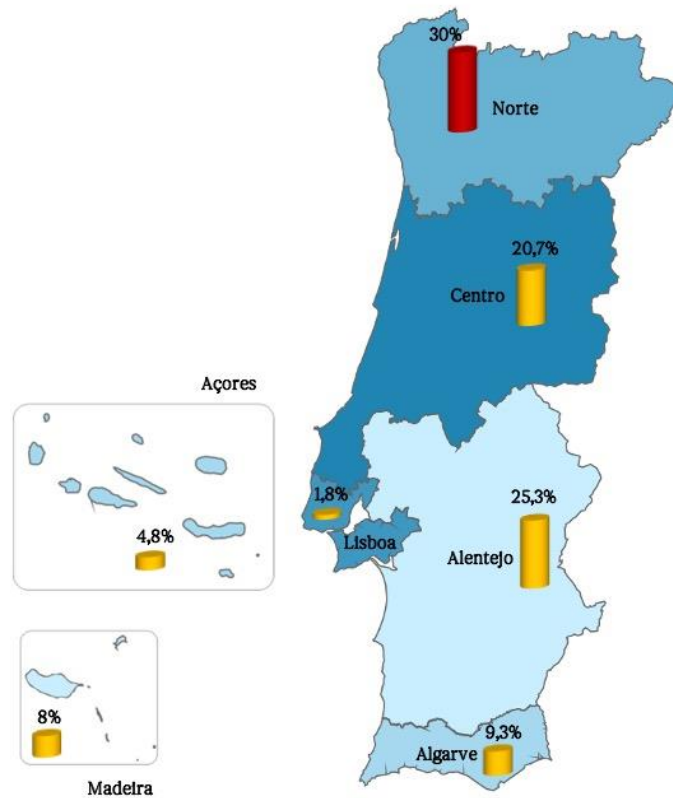 30%
Norte
20,7%
Centro
Açores
1,8%
25,3%
4,8%
Lisboa
Alentejo
8%
9,3%
Algarve
Madeira